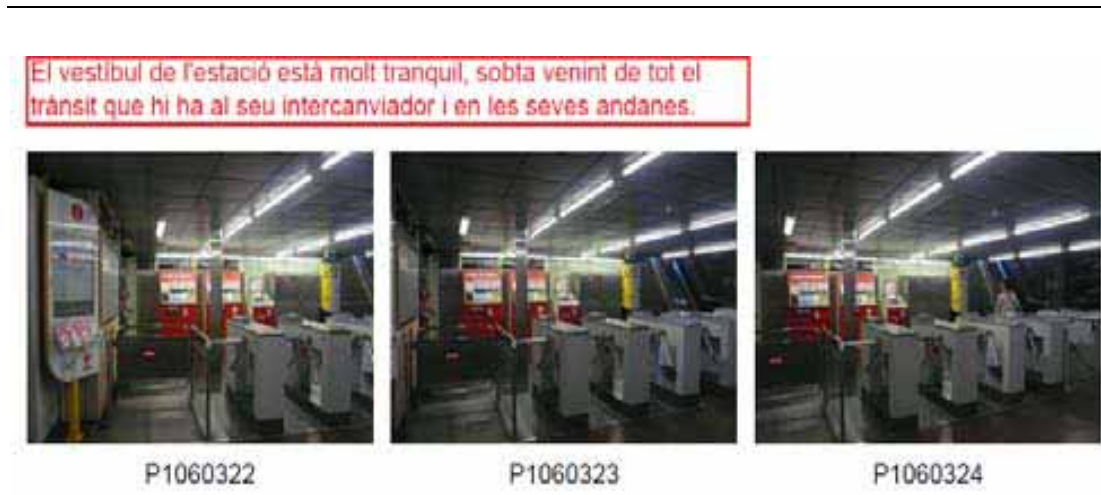 El vestíbul de l'estació està molt tranquil, sobta venint de tot el
trànsit que hi ha al seu intercanviador i en les seves andanes.
P1060322
P1060323
P1060324